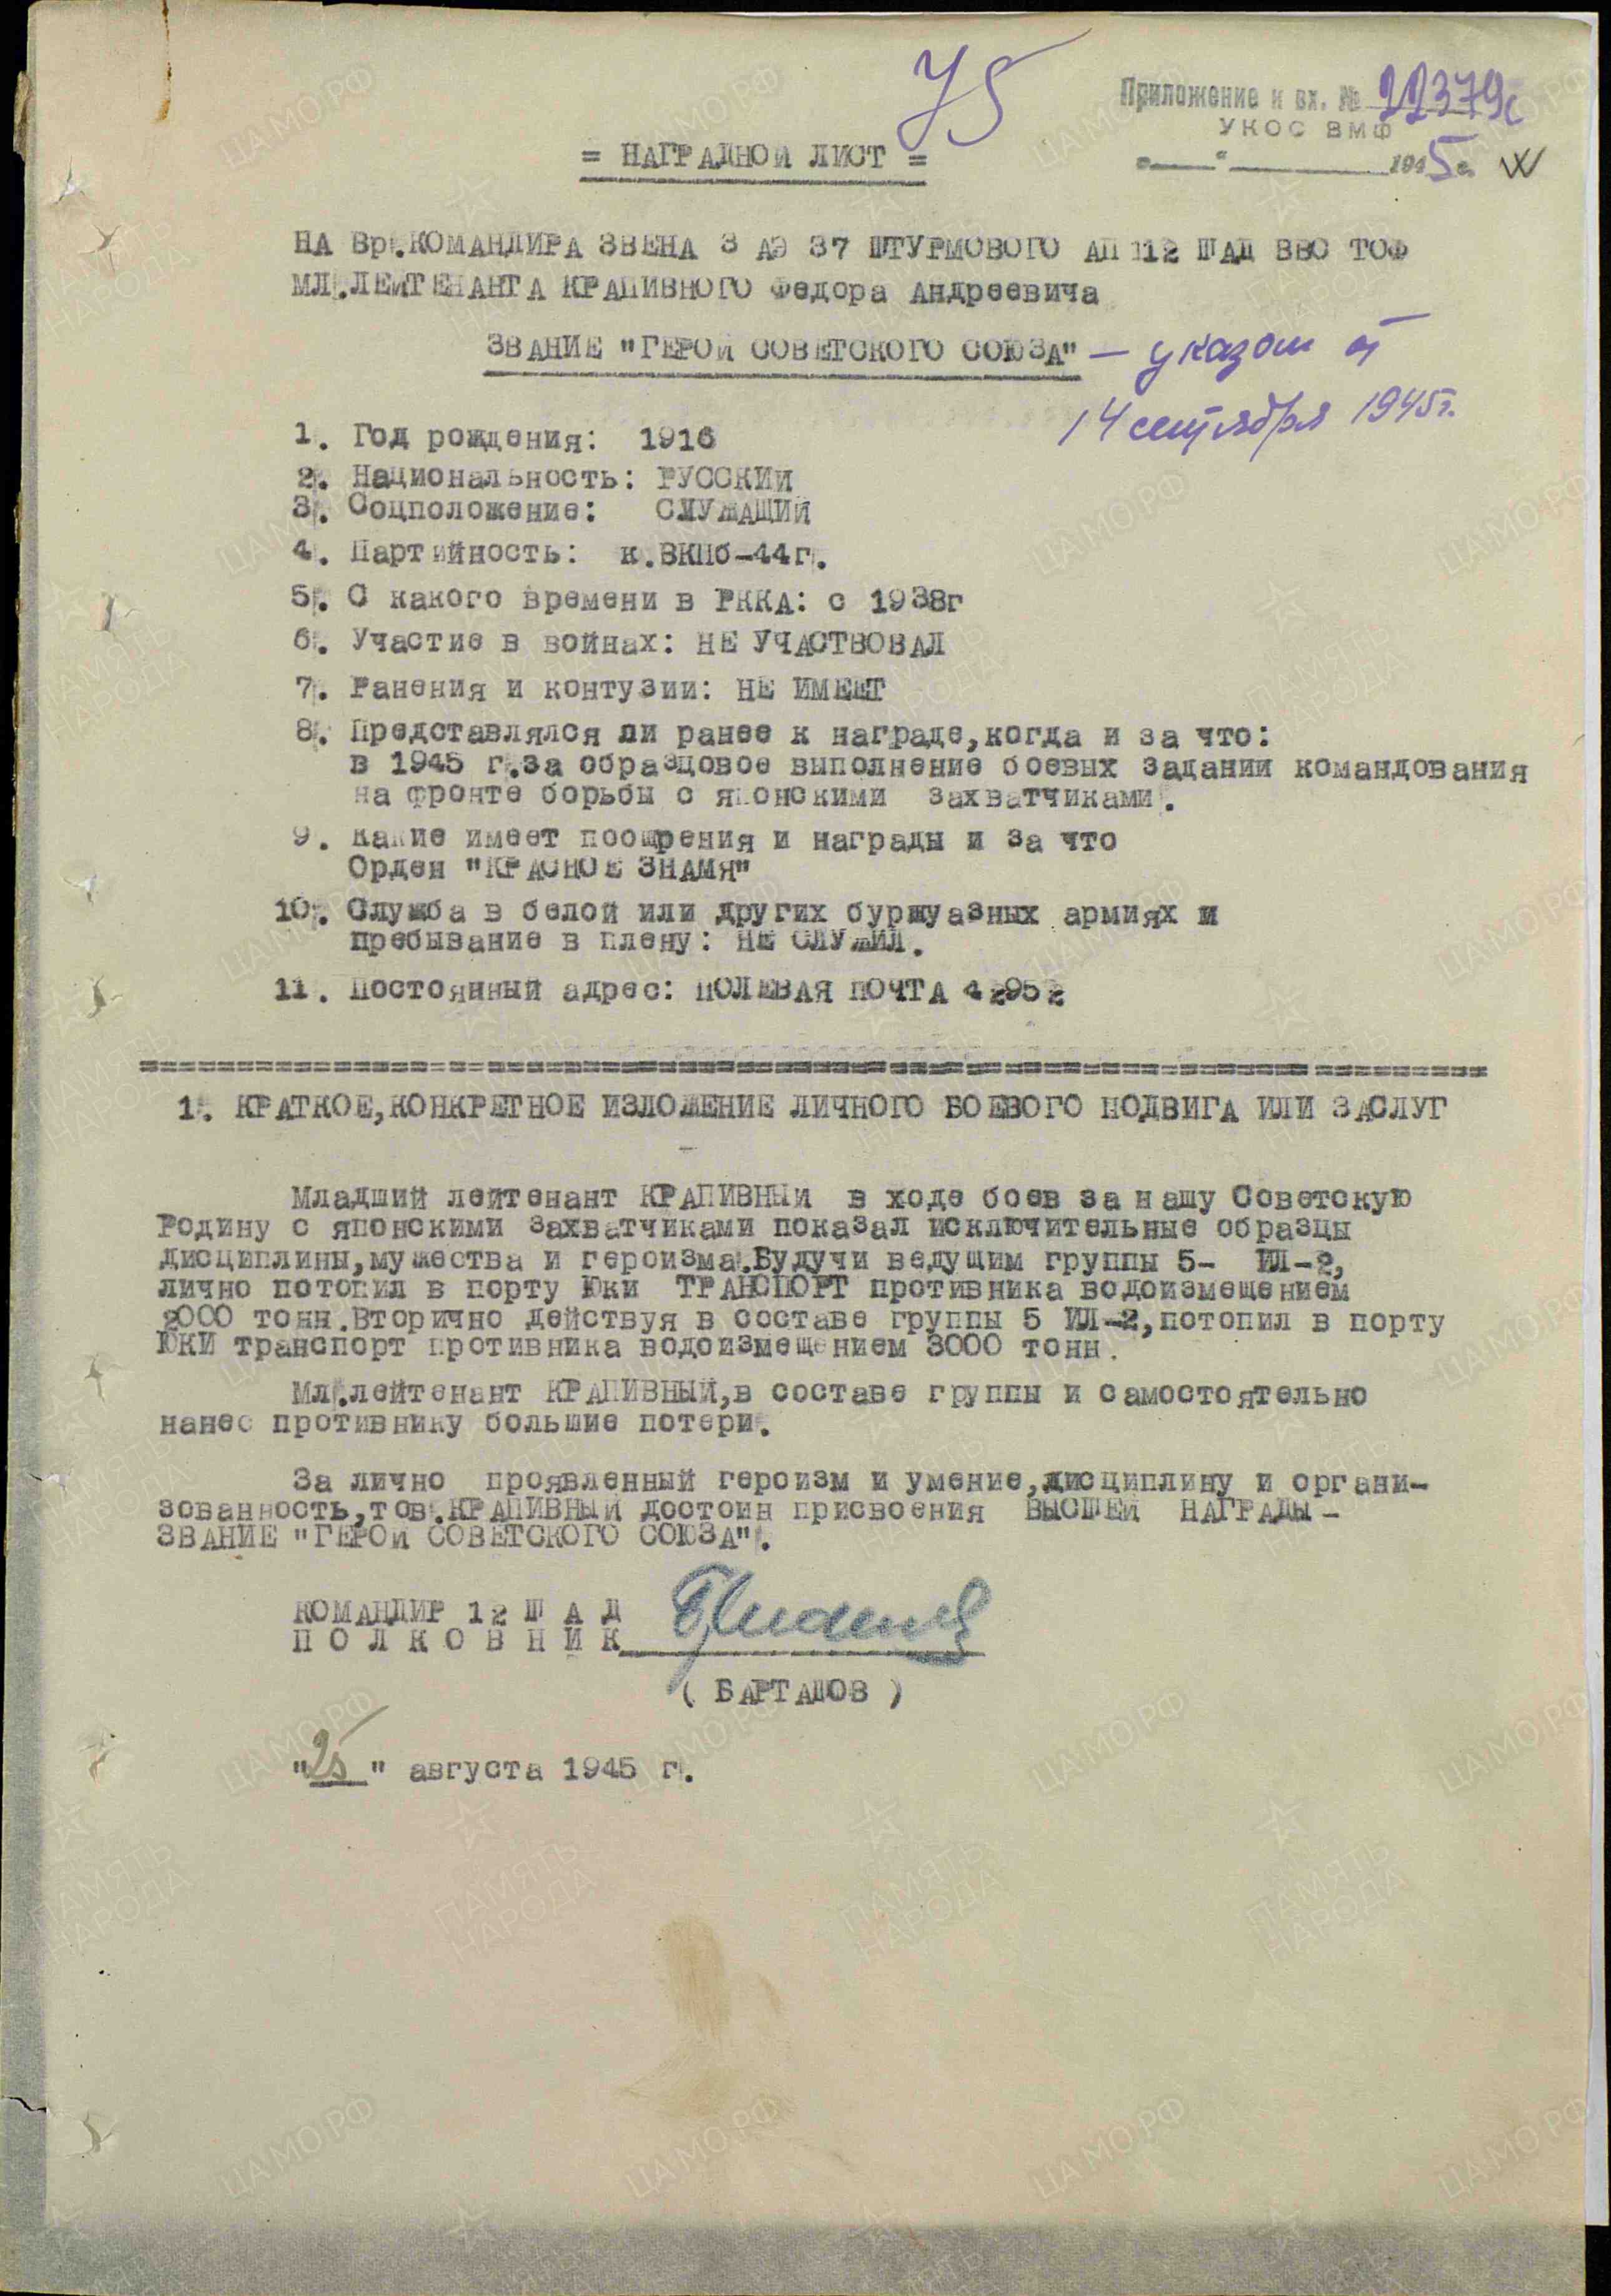 75
Приложение к вх. № 22379с
УКОС ВМФ
= НАГРАДНОЙ ЛИСТ =
"___" ________ 1945 г.
НА Вр.КОМАНДИРА ЗВЕНА 3 АЭ 37 ШТУРМОВОГО АП 12 ШАД ВВС ТОФ
МЛ.ЛЕЙТЕНАНТА КРАПИВНОГО Федора Андреевича
ЗВАНИЕ "ГЕРОЙ СОВЕТСКОГО СОЮЗА" — указом от
14 сентября 1945г.
1. Год рождения: 1916
2. Национальность: РУССКИЙ
3. Соцположение: СЛУЖАЩИЙ
4. Партийность: к.ВКПб-44г.
5. С какого времени в РККА: с 1938г
6. Участие в войнах: НЕ УЧАСТВОВАЛ
7. Ранения и контузии: НЕ ИМЕЕТ
8. Представлялся ли ранее к награде,когда и за что:
в 1945 г.за образцовое выполнение боевых заданий командования
на фронте борьбы с японскими захватчиками.
9. Какие имеет поощрения и награды и за что
Орден "КРАСНОЕ ЗНАМЯ"
10. Служба в белой или других буржуазных армиях и
пребывание в плену: НЕ СЛУЖИЛ.
11. Постоянный адрес: ПОЛЕВАЯ ПОЧТА 42952
1. КРАТКОЕ,КОНКРЕТНОЕ ИЗЛОЖЕНИЕ ЛИЧНОГО БОЕВОГО ПОДВИГА ИЛИ ЗАСЛУГ
Младший лейтенант КРАПИВНЫЙ в ходе боев за нашу Советскую
Родину с японскими захватчиками показал исключительные образцы
дисциплины,мужества и героизма.Будучи ведущим группы 5- ИЛ-2,
лично потопил в порту Юки ТРАНСПОРТ противника водоизмещением
2000 тонн.Вторично действуя в составе группы 5 ИЛ-2,потопил в порту
ЮКИ транспорт противника водоизмещением 3000 тонн.
Мл.лейтенант КРАПИВНЫЙ,в составе группы и самостоятельно
нанес противнику большие потери.
За лично проявленный героизм и умение,дисциплину и органи-
зованность,тов.КРАПИВНЫЙ достоин присвоения ВЫСШЕЙ НАГРАДЫ -
ЗВАНИЕ "ГЕРОЙ СОВЕТСКОГО СОЮЗА".
КОМАНДИР 12 Ш А Д
П О Л К О В Н И К
( БАРТАШОВ )
"25" августа 1945 г.